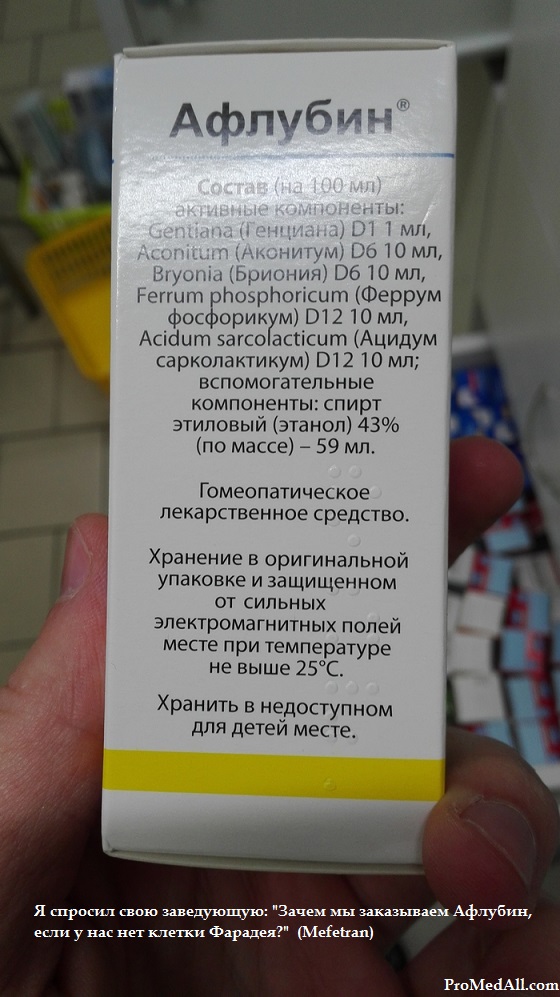 Афлубин®
Состав (на 100 мл)
активные компоненты:
Gentiana (Генциана) D1 1 мл,
Aconitum (Аконитум) D6 10 мл,
Bryonia (Бриония) D6 10 мл,
Ferrum phosphoricum (Феррум
фосфорикум) D12 10 мл,
Acidum sarcolacticum (Ацидум
сарколактикум) D12 10 мл;
вспомогательные
компоненты: спирт
этиловый (этанол) 43%
(по массе) – 59 мл.
Гомеопатическое
лекарственное средство.
Хранение в оригинальной
упаковке и защищенном
от сильных
электромагнитных полей
месте при температуре
не выше 25°С.
Хранить в недоступном
для детей месте.
Я спросил свою заведующую: "Зачем мы заказываем Афлубин,
если у нас нет клетки Фарадея?" (Mefetran)
ProMedAll.com